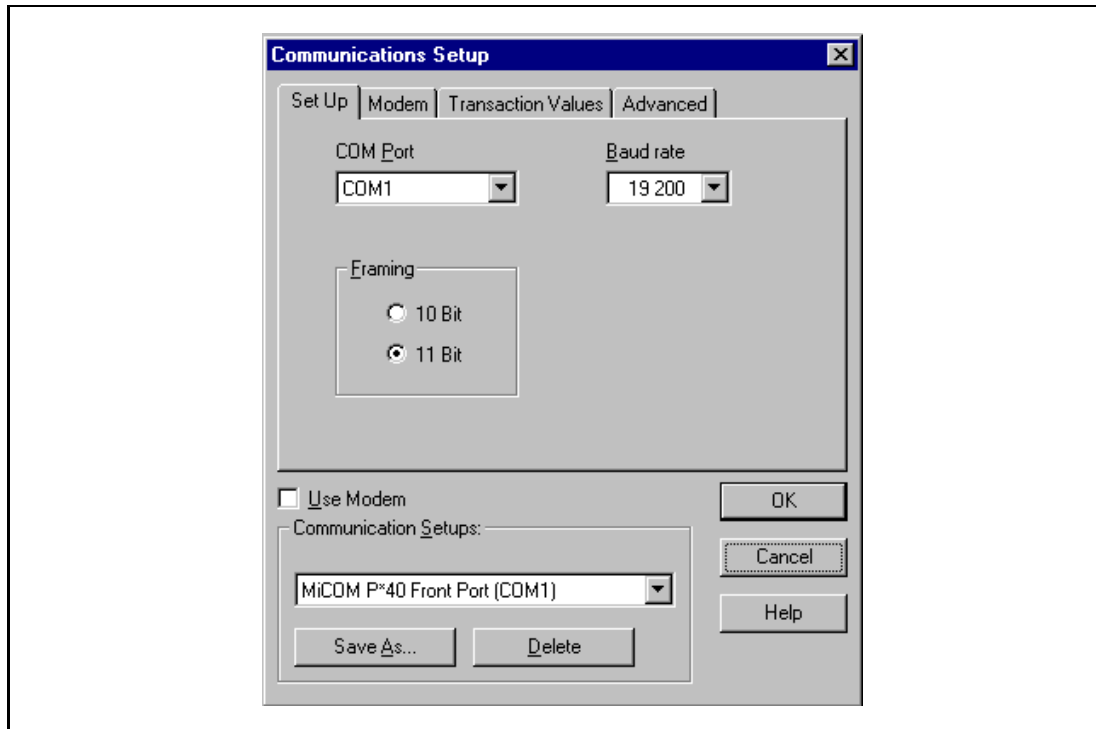 Communications Setup
Set Up Modem Transaction Values Advanced
COM Port Baud rate
COM1 19 200
Framing
10 Bit
11 Bit
Use Modem OK
Communication Setups:
Cancel
MiCOM P*40 Front Port (COM1)
Help
Save As... Delete